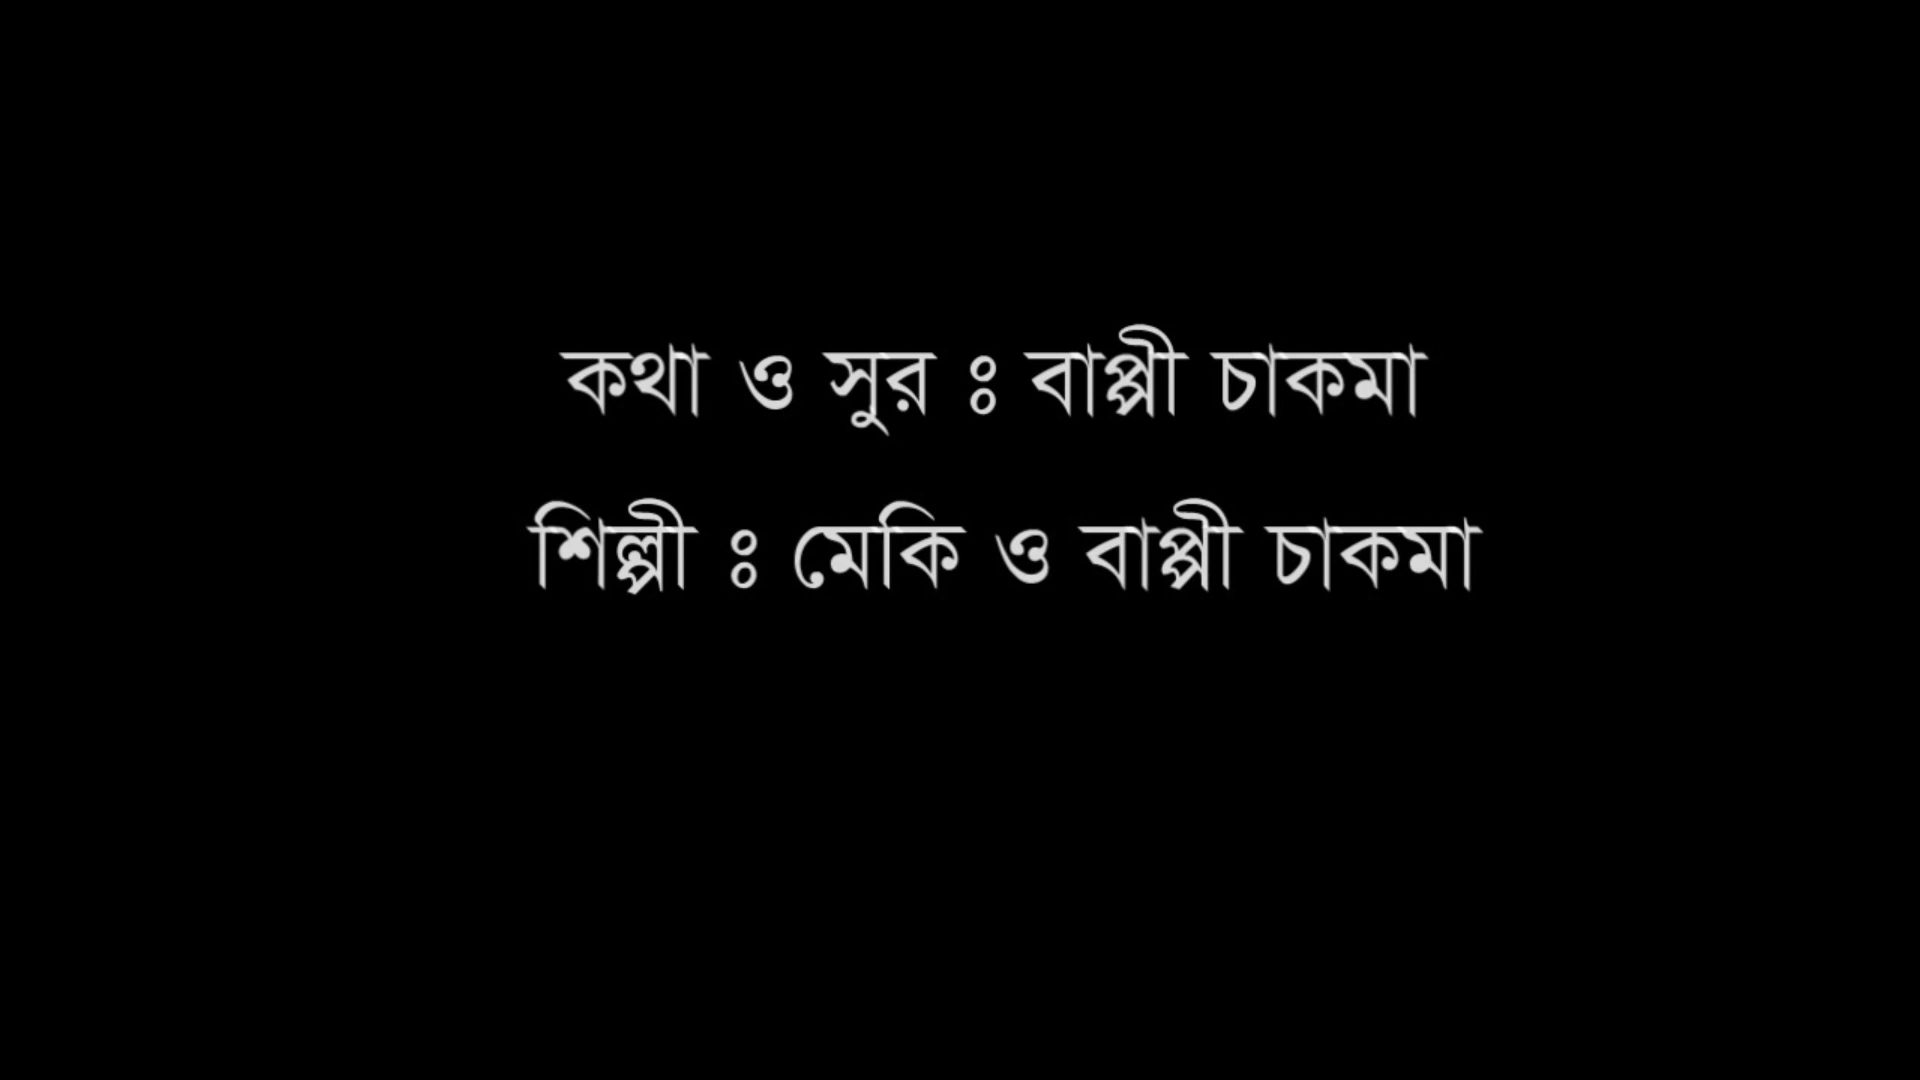 কথা ও সুর ঃ বাপ্পী চাকমা
শিল্পী ঃ মেকি ও বাপ্পী চাকমা